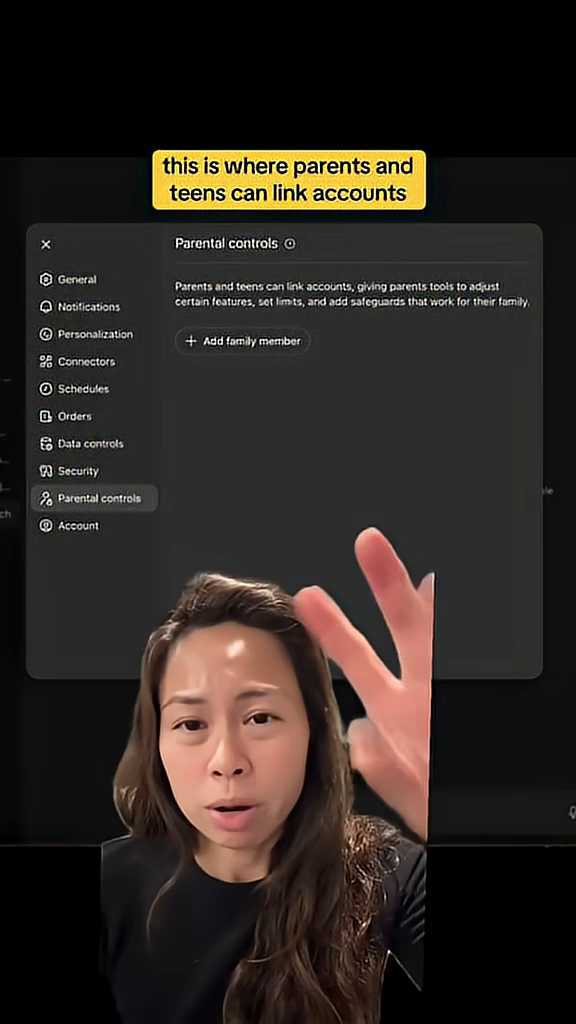 this is where parents and
teens can link accounts
Parental controls
Parents and teens can link accounts, giving parents tools to adjust
certain features, set limits, and add safeguards that work for their family.
+ Add family member
General
Notifications
Personalization
Connectors
Schedules
Orders
Data controls
Security
Parental controls
Account
ch